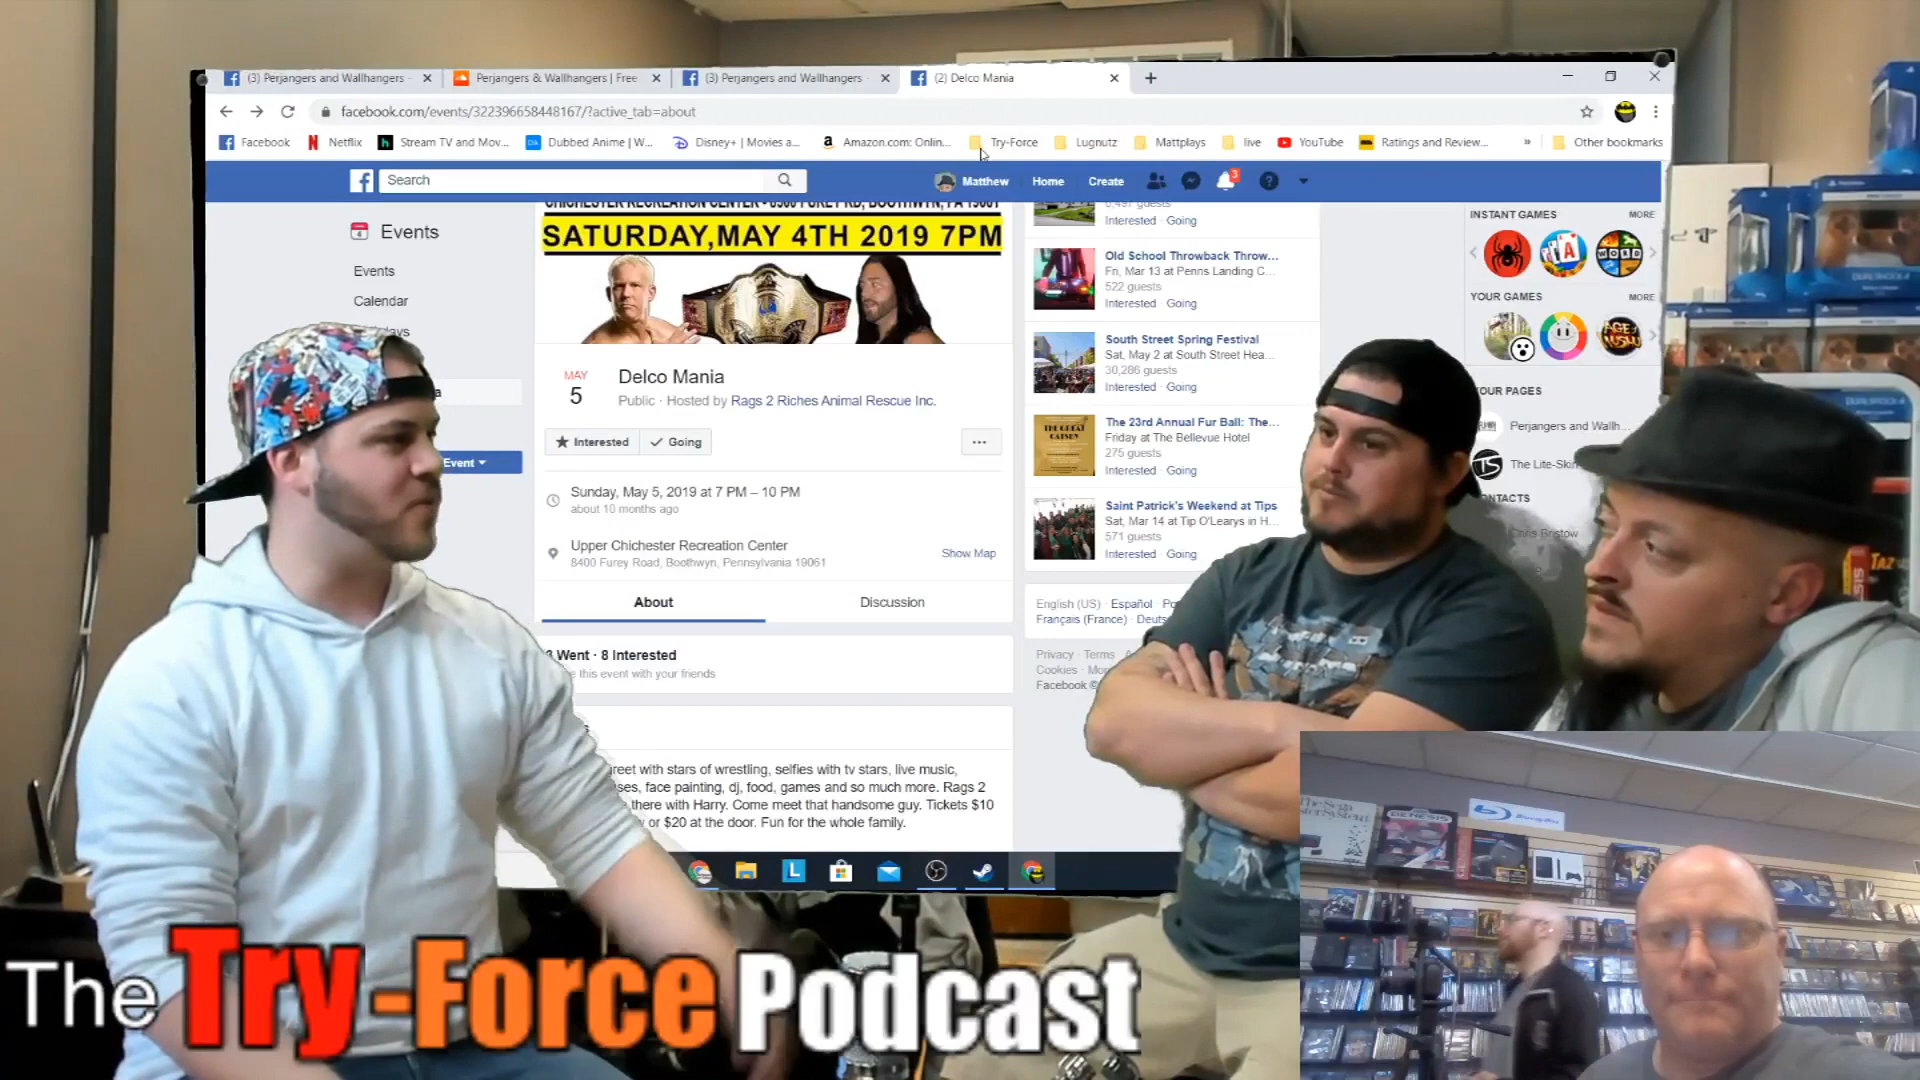 (3) Perjangers and Wallhangers -
Perjangers & Wallhangers | Free
(3) Perjangers and Wallhangers -
(2) Delco Mania
facebook.com/events/322396658448167/?active_tab=about
Facebook
Netflix
Stream TV and Mov...
Dubbed Anime | W...
Disney+ | Movies a...
Amazon.com: Onlin...
Try-Force
Lugnutz
Mattplays
live
YouTube
Ratings and Review...
Other bookmarks
Search
Matthew
Home
Create
3
Events
Events
Calendar
Event
SATURDAY,MAY 4TH 2019 7PM
MAY
5
Delco Mania
Public · Hosted by Rags 2 Riches Animal Rescue Inc.
Interested
Going
Sunday, May 5, 2019 at 7 PM – 10 PM
about 10 months ago
Upper Chichester Recreation Center
8400 Furey Road, Boothwyn, Pennsylvania 19061
Show Map
About
Discussion
Went · 8 Interested
this event with your friends
reet with stars of wrestling, selfies with tv stars, live music,
ses, face painting, dj, food, games and so much more. Rags 2
there with Harry. Come meet that handsome guy. Tickets $10
or $20 at the door. Fun for the whole family.
Interested · Going
Old School Throwback Throw...
Fri, Mar 13 at Penns Landing C...
522 guests
Interested · Going
South Street Spring Festival
Sat, May 2 at South Street Hea...
30,286 guests
Interested · Going
The 23rd Annual Fur Ball: The...
Friday at The Bellevue Hotel
275 guests
Interested · Going
Saint Patrick's Weekend at Tips
Sat, Mar 14 at Tip O'Learys in H...
571 guests
Interested · Going
English (US) · Español
Français (France)
Privacy · Terms
Cookies
Facebook ©
INSTANT GAMES
MORE
WORD
YOUR GAMES
MORE
YOUR PAGES
Perjangers and Wallh...
The Lite-Skin
CONTACTS
Chris Bristow
TAZ
GENESIS
The Try-Force Podcast